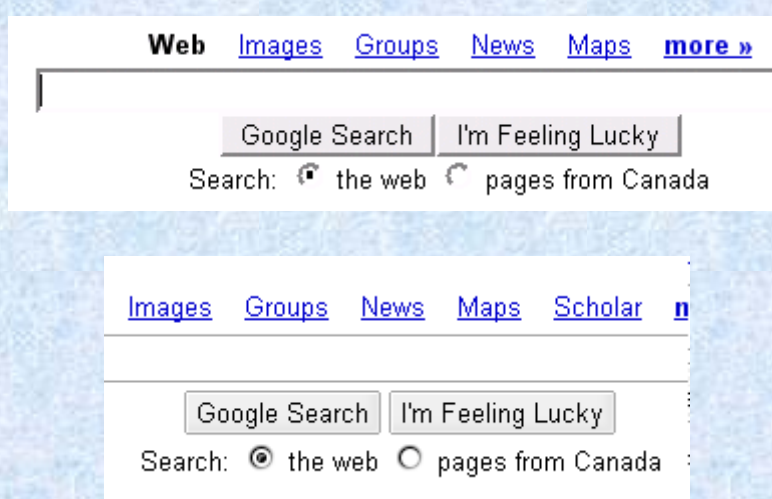 Web Images Groups News Maps more »
Google Search I'm Feeling Lucky
Search: the web pages from Canada
Images Groups News Maps Scholar
Google Search I'm Feeling Lucky
Search: the web pages from Canada